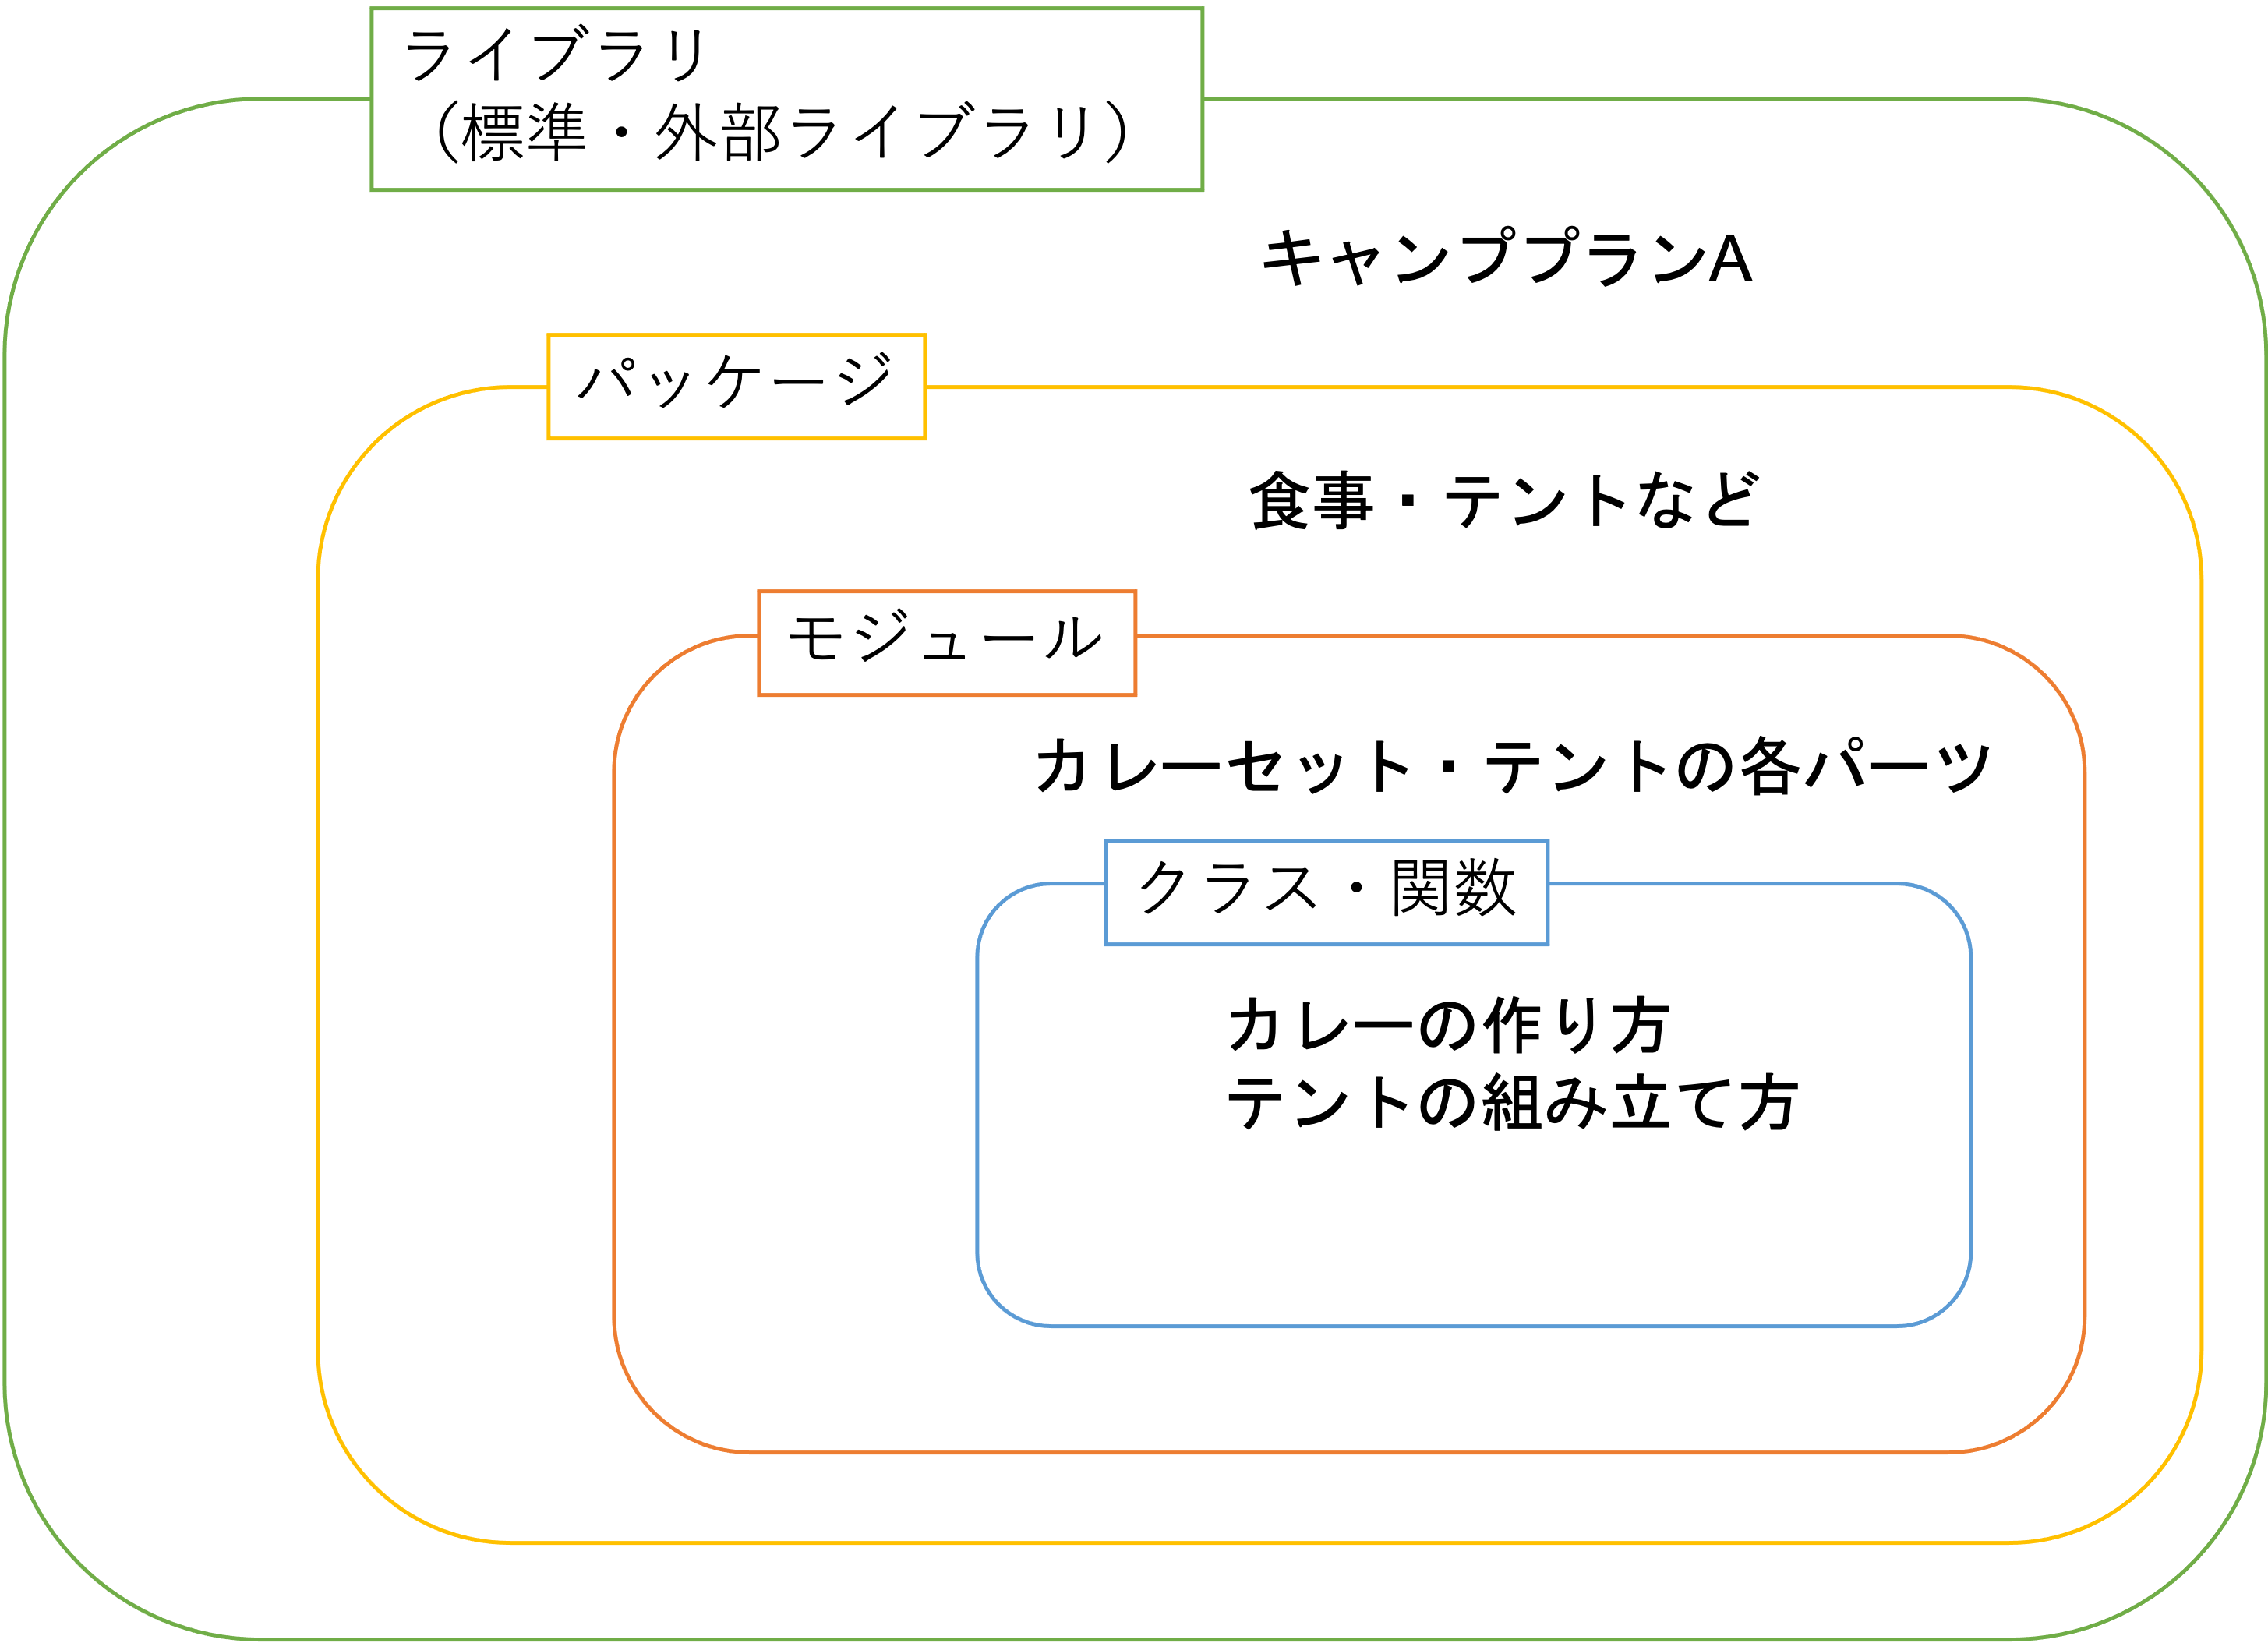 ライブラリ
（標準・外部ライブラリ）
キャンププランA
パッケージ
食事・テントなど
モジュール
カレーセット・テントの各パーツ
クラス・関数
カレーの作り方
テントの組み立て方